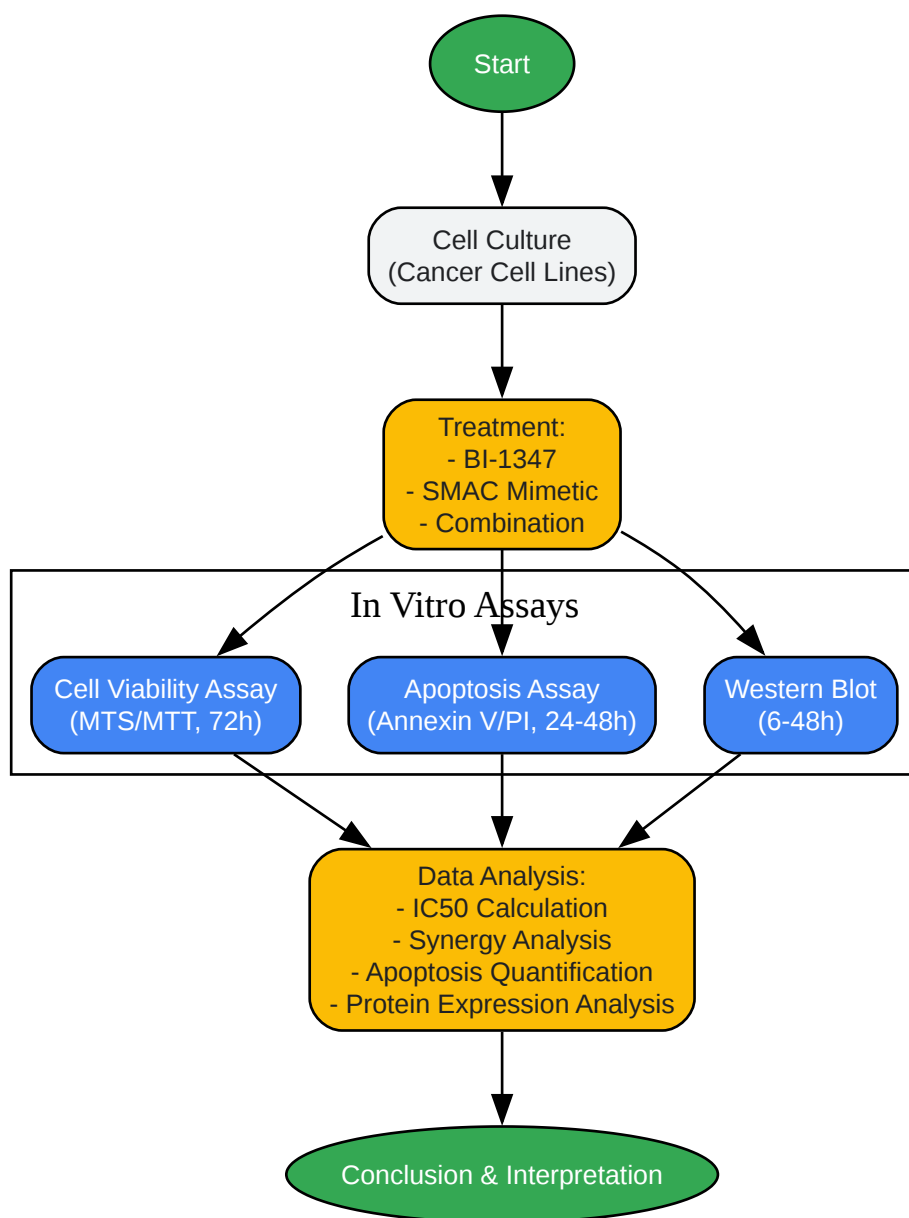 Start
Cell Culture
(Cancer Cell Lines)
Treatment:
- BI-1347
- SMAC Mimetic
- Combination
In Vitro Assays
Cell Viability Assay
(MTS/MTT, 72h)
Apoptosis Assay
(Annexin V/PI, 24-48h)
Western Blot
(6-48h)
Data Analysis:
- IC50 Calculation
- Synergy Analysis
- Apoptosis Quantification
- Protein Expression Analysis
Conclusion & Interpretation